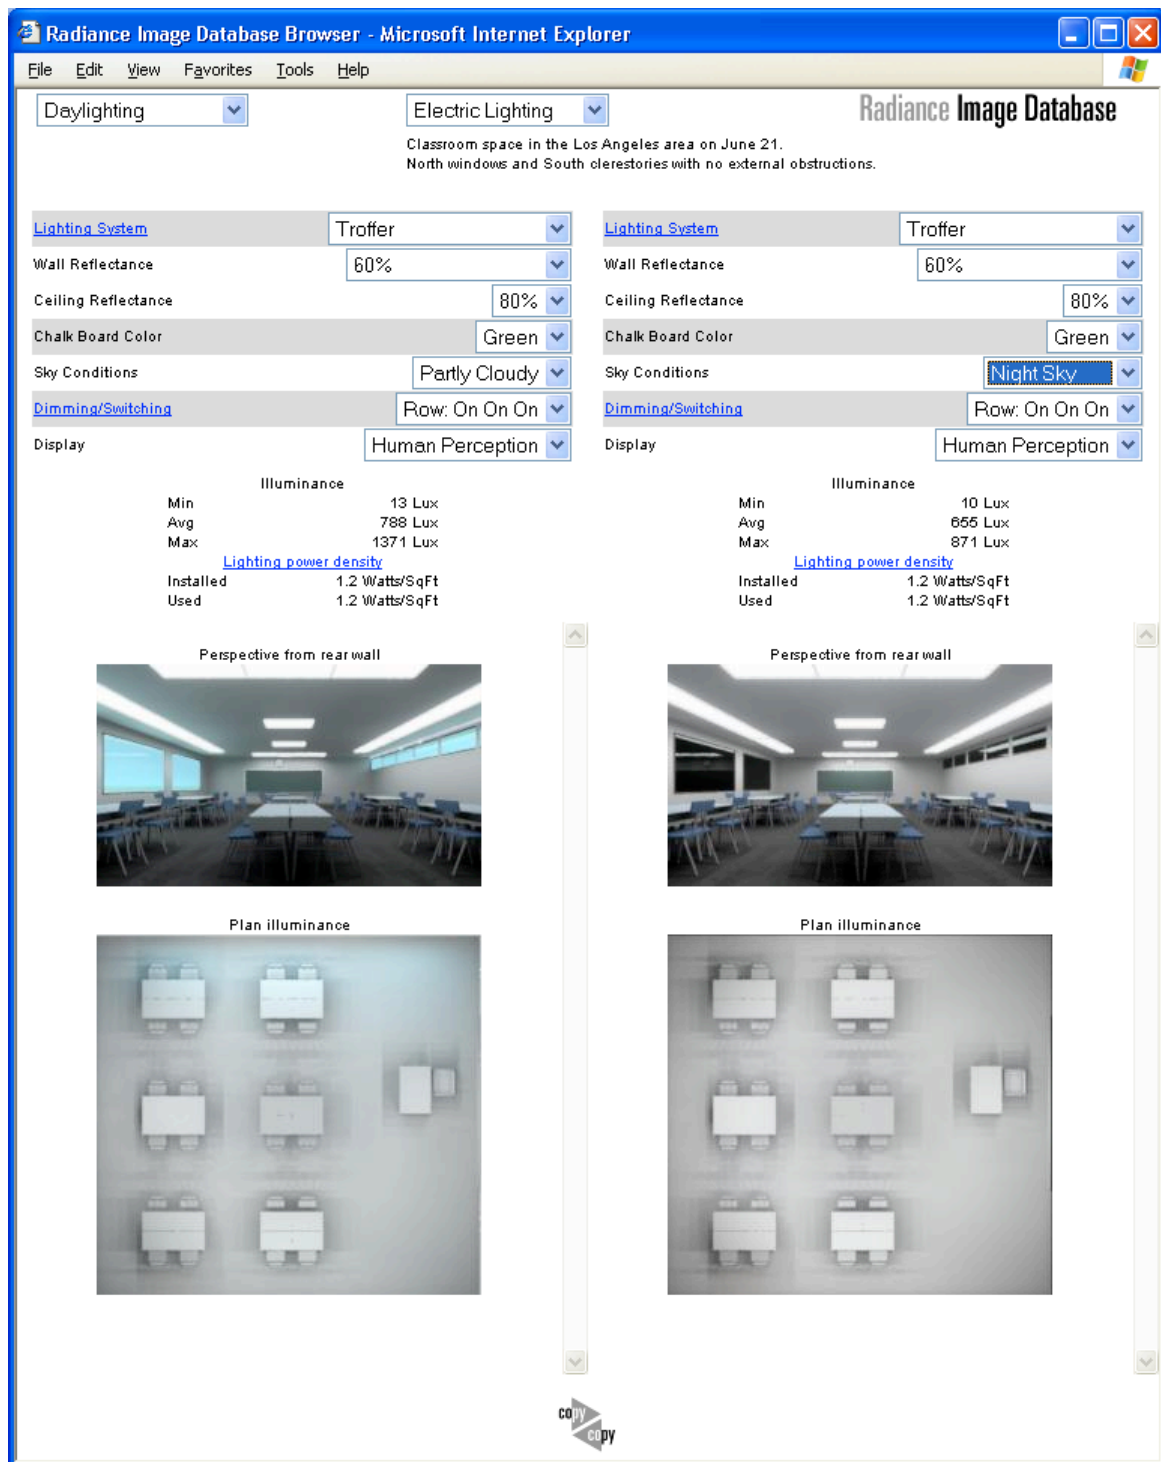 Radiance Image Database Browser - Microsoft Internet Explorer
File Edit View Favorites Tools Help
Daylighting
Electric Lighting
Radiance Image Database
Classroom space in the Los Angeles area on June 21.
North windows and South clerestories with no external obstructions.
Lighting System Troffer
Wall Reflectance 60%
Ceiling Reflectance 80%
Chalk Board Color Green
Sky Conditions Partly Cloudy
Dimming/Switching Row: On On On
Display Human Perception
Illuminance
Min 13 Lux
Avg 788 Lux
Max 1371 Lux
Lighting power density
Installed 1.2 Watts/SqFt
Used 1.2 Watts/SqFt
Perspective from rear wall
Plan illuminance
Lighting System Troffer
Wall Reflectance 60%
Ceiling Reflectance 80%
Chalk Board Color Green
Sky Conditions Night Sky
Dimming/Switching Row: On On On
Display Human Perception
Illuminance
Min 10 Lux
Avg 655 Lux
Max 871 Lux
Lighting power density
Installed 1.2 Watts/SqFt
Used 1.2 Watts/SqFt
Perspective from rear wall
Plan illuminance
copy
copy